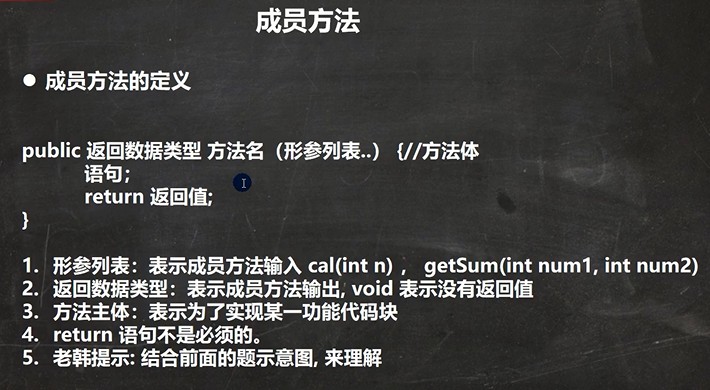 成员方法
● 成员方法的定义
public 返回数据类型 方法名（形参列表..） {//方法体
语句；
return 返回值;
}
1. 形参列表：表示成员方法输入 cal(int n) ， getSum(int num1, int num2)
2. 返回数据类型：表示成员方法输出, void 表示没有返回值
3. 方法主体：表示为了实现某一功能代码块
4. return 语句不是必须的。
5. 老韩提示: 结合前面的题示意图, 来理解